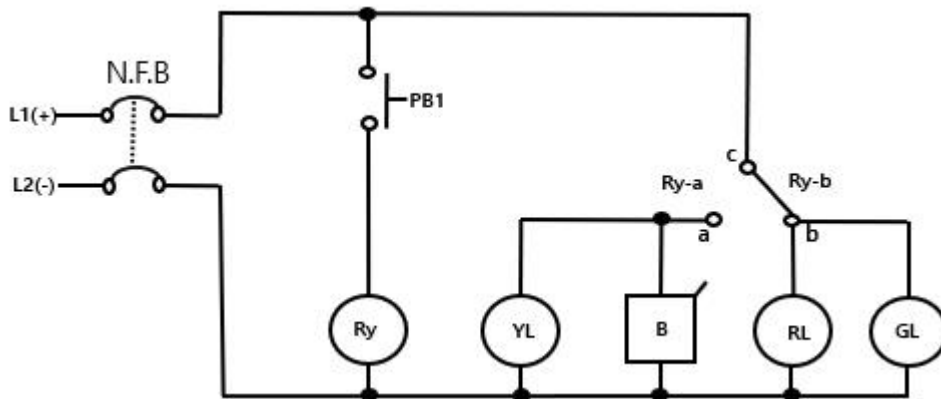 N.F.B
L1(+)
PB1
L2(-)
c
Ry-a
Ry-b
a
b
Ry
YL
B
RL
GL